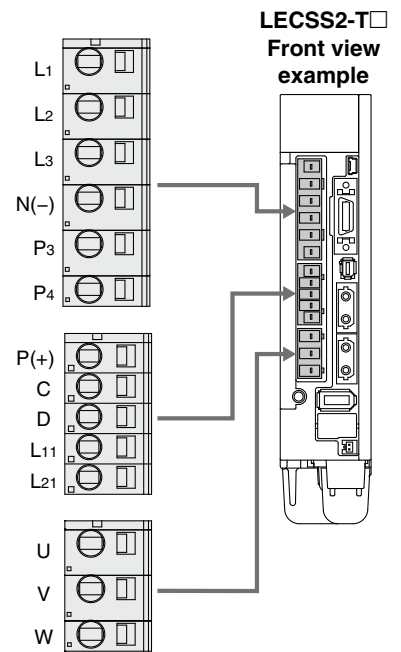 LECSS2-T□
Front view
example
L1
L2
L3
N(−)
P3
P4
P(+)
C
D
L11
L21
U
V
W